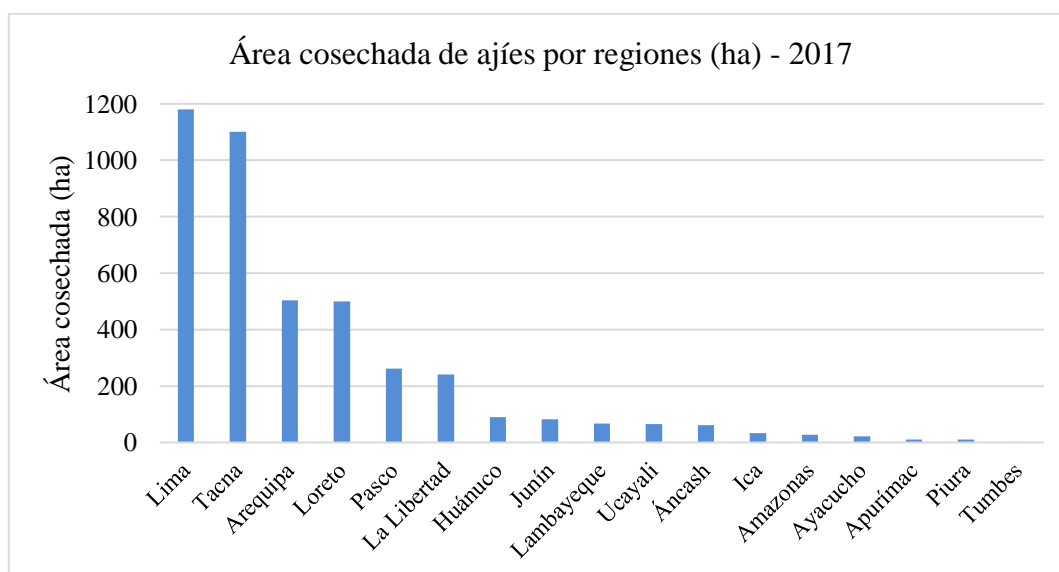 Área cosechada de ajíes por regiones (ha) - 2017
Área cosechada (ha)
1200
1000
800
600
400
200
0
Lima
Tacna
Arequipa
Loreto
Pasco
La Libertad
Huánuco
Junín
Lambayeque
Ucayali
Áncash
Ica
Amazonas
Ayacucho
Apurímac
Piura
Tumbes